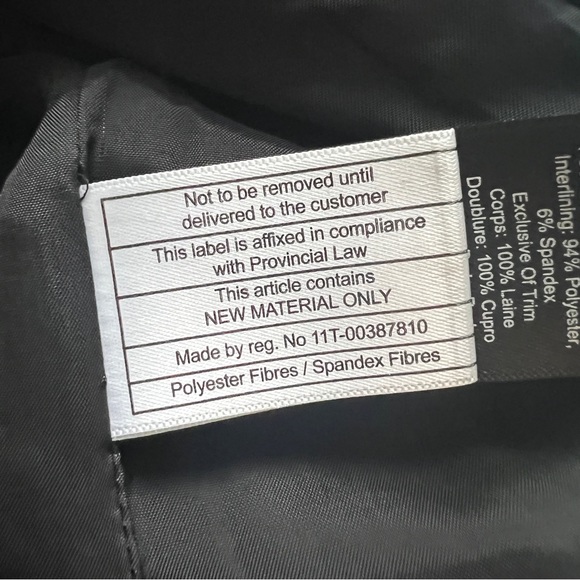 Not to be removed until
delivered to the customer
This label is affixed in compliance
with Provincial Law
This article contains
NEW MATERIAL ONLY
Made by reg. No 11T-00387810
Polyester Fibres / Spandex Fibres
Interlining: 94% Polyester,
6% Spandex
Exclusive Of Trim
Corps: 100% Laine
Doublure: 100% Cupro